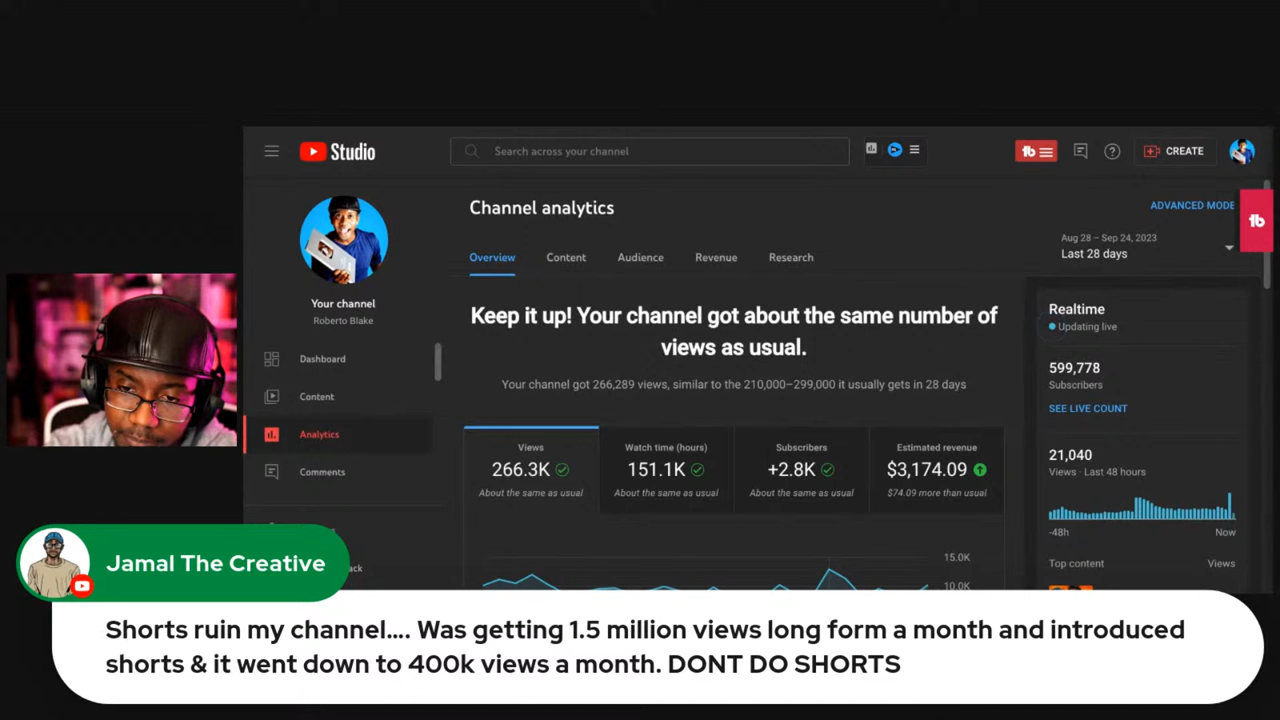 Studio
Search across your channel
CREATE
Channel analytics
ADVANCED MODE
Aug 28 – Sep 24, 2023
Last 28 days
Overview
Content
Audience
Revenue
Research
Your channel
Roberto Blake
Dashboard
Content
Analytics
Comments
Keep it up! Your channel got about the same number of
views as usual.
Your channel got 266,289 views, similar to the 210,000–299,000 it usually gets in 28 days
Views
266.3K
About the same as usual
Watch time (hours)
151.1K
About the same as usual
Subscribers
+2.8K
About the same as usual
Estimated revenue
$3,174.09
$74.09 more than usual
15.0K
10.0K
Realtime
Updating live
599,778
Subscribers
SEE LIVE COUNT
21,040
Views · Last 48 hours
-48h
Now
Top content
Views
Jamal The Creative
Shorts ruin my channel.... Was getting 1.5 million views long form a month and introduced
shorts & it went down to 400k views a month. DONT DO SHORTS